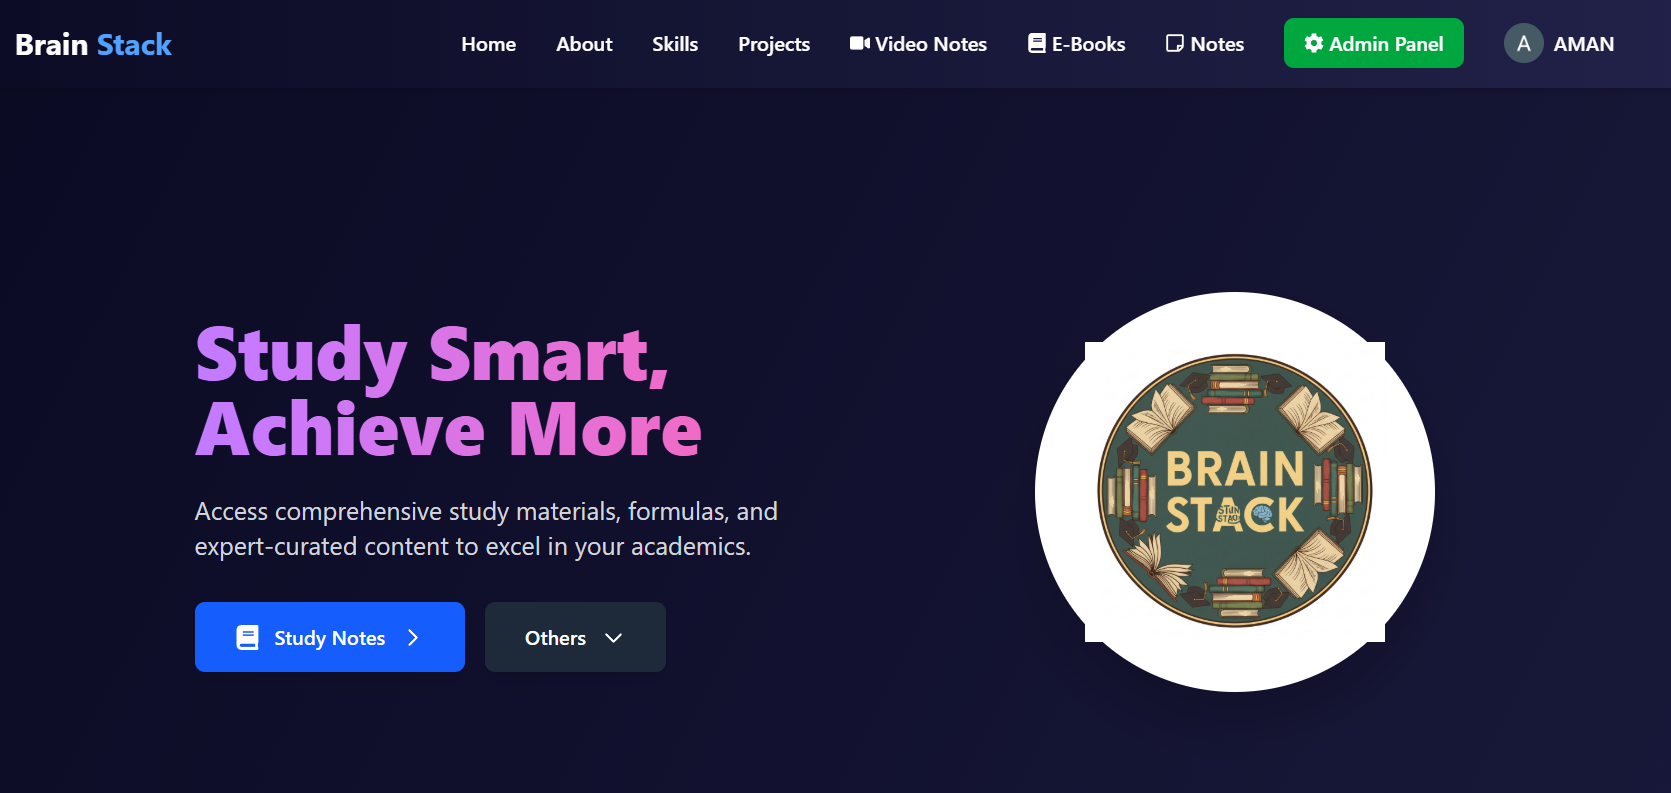 Brain Stack
Home
About
Skills
Projects
Video Notes
E-Books
Notes
Admin Panel
A
AMAN
Study Smart,
Achieve More
Access comprehensive study materials, formulas, and
expert-curated content to excel in your academics.
Study Notes
Others
BRAIN
STACK